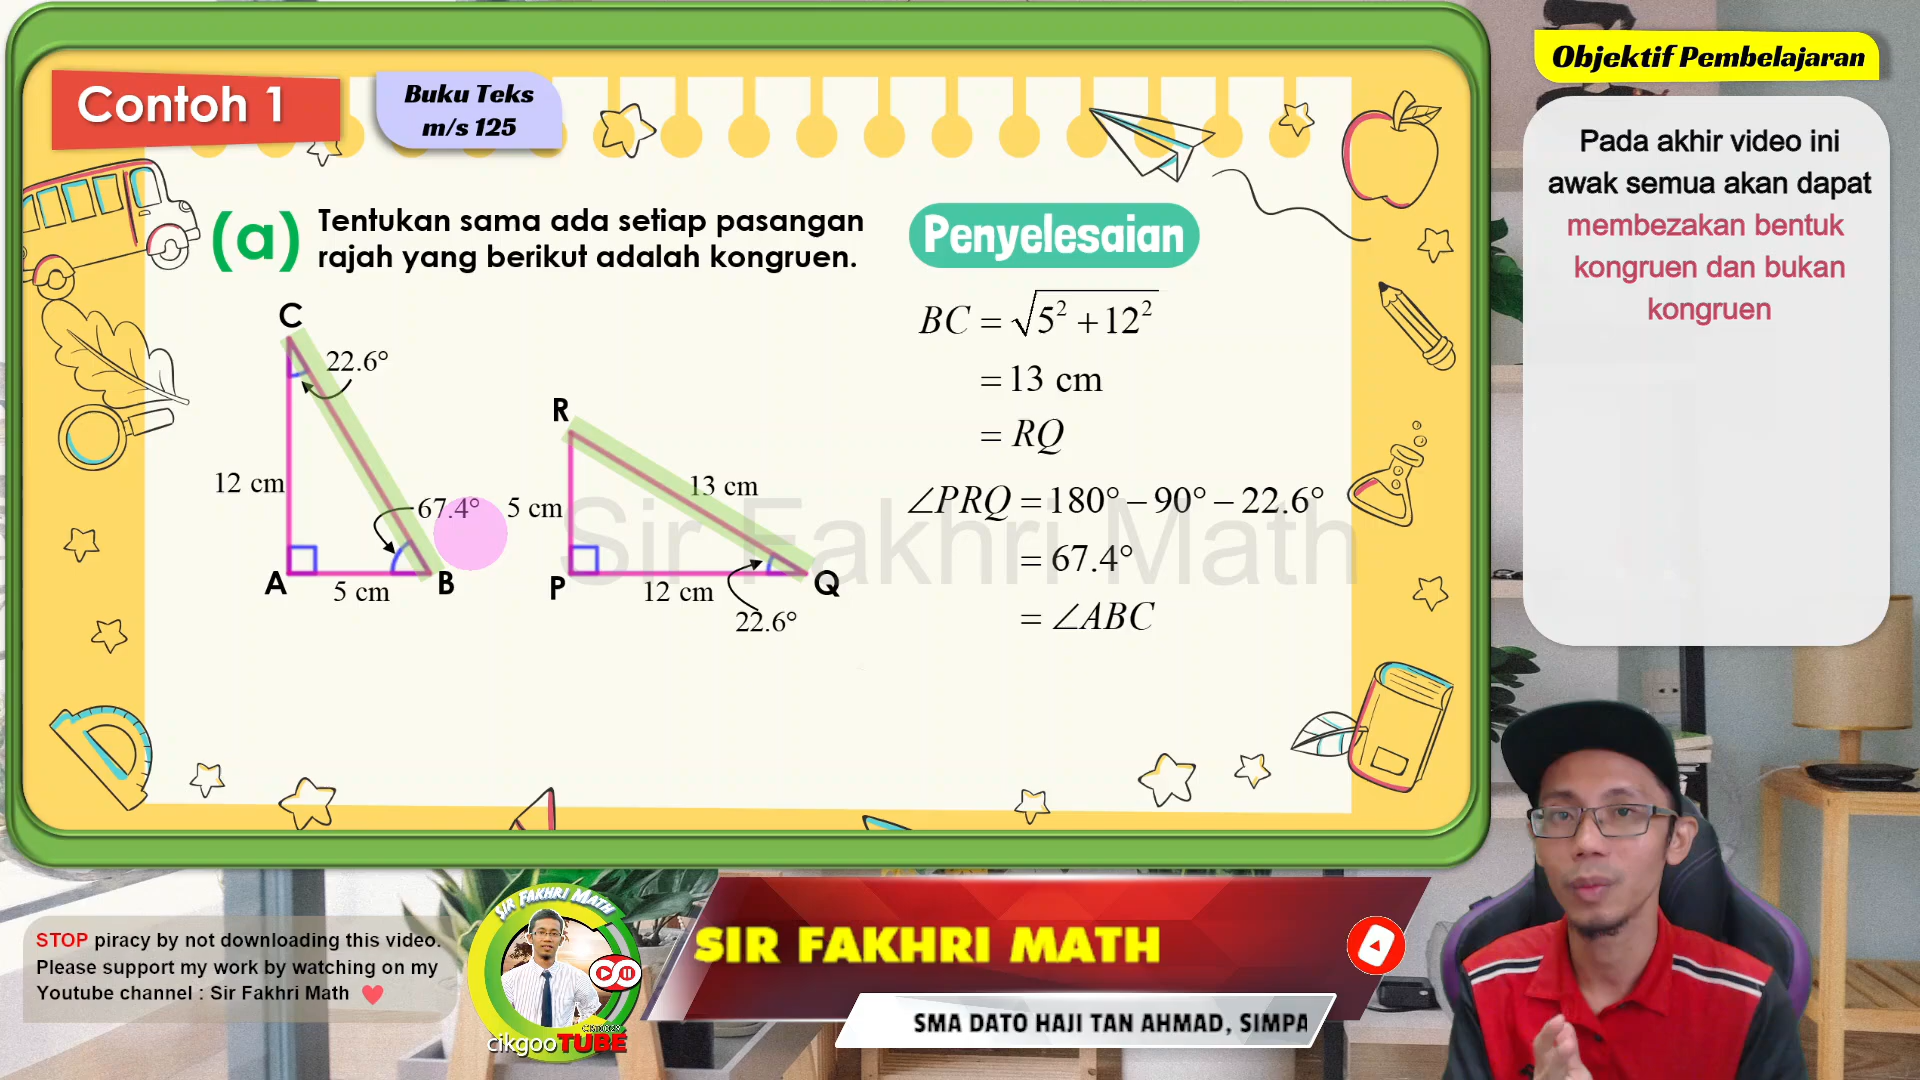 Contoh 1
Buku Teks
m/s 125
(a) Tentukan sama ada setiap pasangan
rajah yang berikut adalah kongruen.
C
22.6°
12 cm
67.4°
A
5 cm
B
R
5 cm
13 cm
P
12 cm
Q
22.6°
Penyelesaian
BC = √5² + 12²
= 13 cm
= RQ
∠PRQ = 180° – 90° – 22.6°
= 67.4°
= ∠ABC
Sir Fakhri Math
Objektif Pembelajaran
Pada akhir video ini
awak semua akan dapat
membezakan bentuk
kongruen dan bukan
kongruen
STOP piracy by not downloading this video.
Please support my work by watching on my
Youtube channel : Sir Fakhri Math
SIR FAKHRI MATH
cikgooTUBE
SIR FAKHRI MATH
SMA DATO HAJI TAN AHMAD, SIMPA